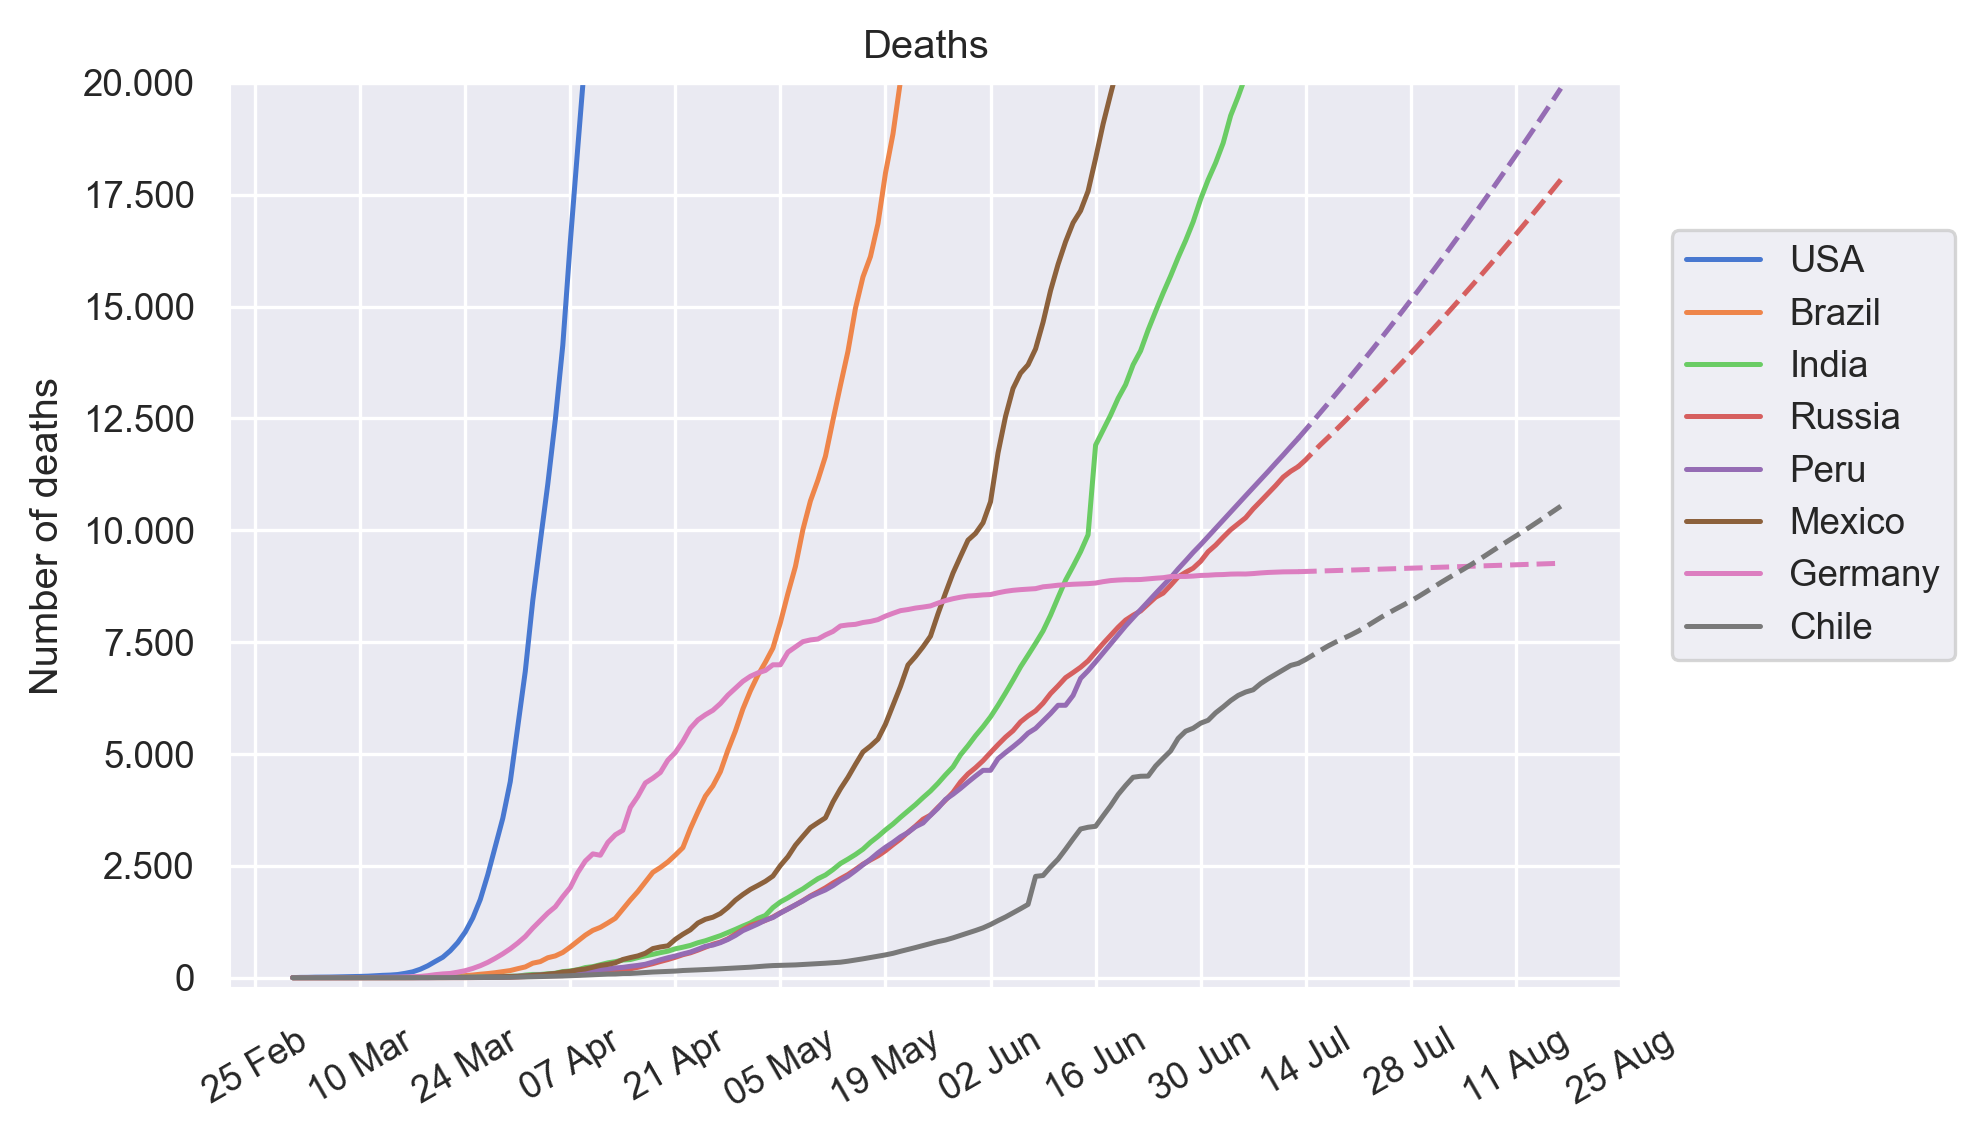 Deaths
20.000
17.500
15.000
12.500
10.000
7.500
5.000
2.500
0
Number of deaths
25 Feb
10 Mar
24 Mar
07 Apr
21 Apr
05 May
19 May
02 Jun
16 Jun
30 Jun
14 Jul
28 Jul
11 Aug
25 Aug
USA
Brazil
India
Russia
Peru
Mexico
Germany
Chile